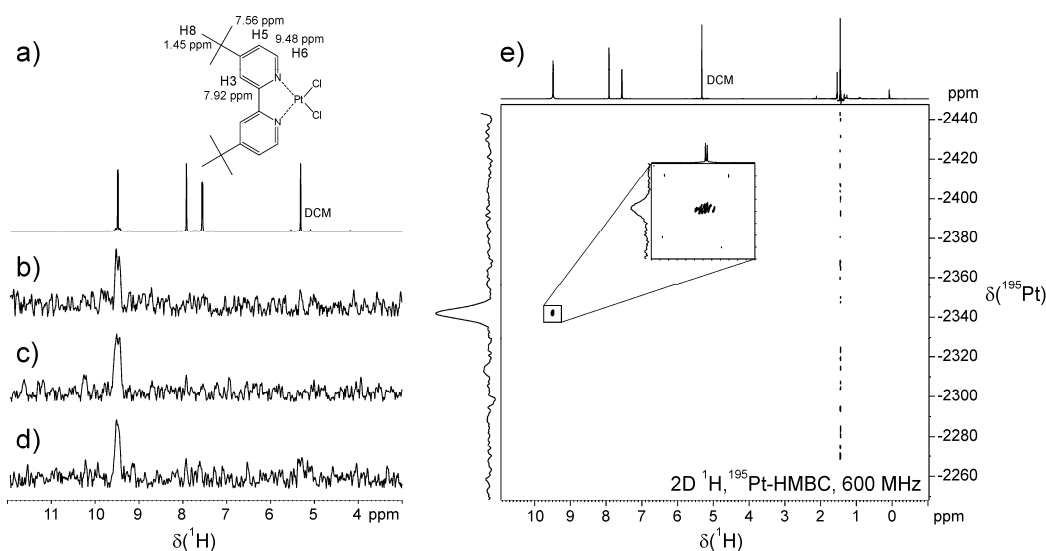 a)
H8
1.45 ppm
7.56 ppm
H5
9.48 ppm
H6
H3
7.92 ppm
N
N
Pt
Cl
Cl
DCM
b)
c)
d)
11 10 9 8 7 6 5 4 ppm
δ(¹H)
e)
DCM
ppm
-2440
-2420
-2400
-2380
-2360
-2340
-2320
-2300
-2280
-2260
δ(¹⁹⁵Pt)
2D ¹H,¹⁹⁵Pt-HMBC, 600 MHz
10 9 8 7 6 5 4 3 2 1 0 ppm
δ(¹H)